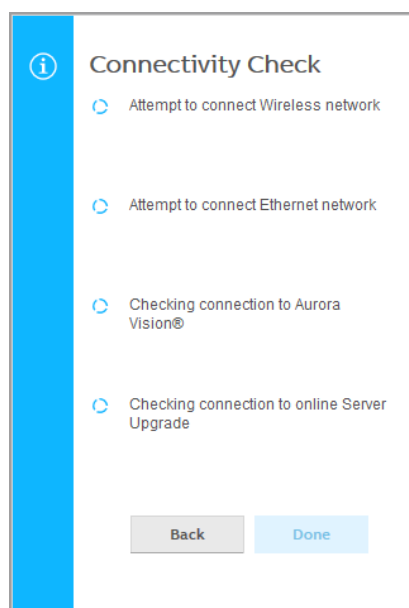 Connectivity Check
Attempt to connect Wireless network
Attempt to connect Ethernet network
Checking connection to Aurora
Vision®
Checking connection to online Server
Upgrade
Back
Done